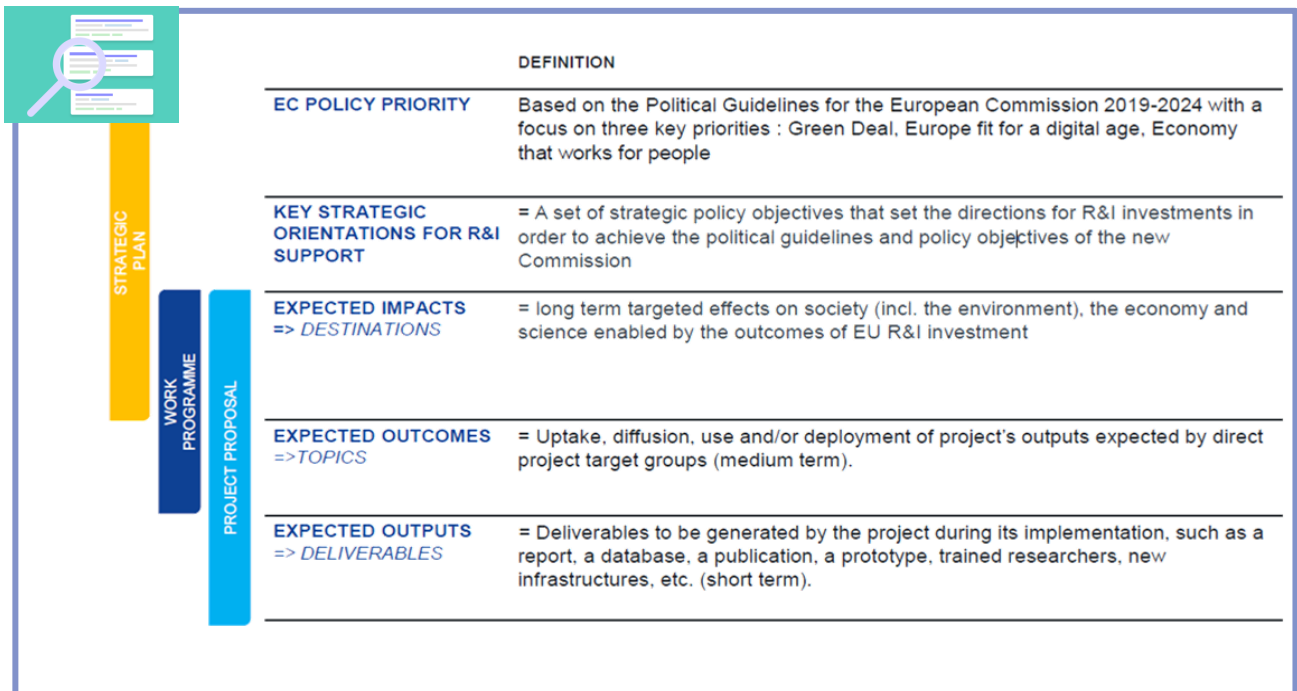 DEFINITION
EC POLICY PRIORITY
Based on the Political Guidelines for the European Commission 2019-2024 with a
focus on three key priorities : Green Deal, Europe fit for a digital age, Economy
that works for people
STRATEGIC
PLAN
KEY STRATEGIC
ORIENTATIONS FOR R&I
SUPPORT
= A set of strategic policy objectives that set the directions for R&I investments in
order to achieve the political guidelines and policy objectives of the new
Commission
WORK
PROGRAMME
PROJECT PROPOSAL
EXPECTED IMPACTS
=> DESTINATIONS
= long term targeted effects on society (incl. the environment), the economy and
science enabled by the outcomes of EU R&I investment
EXPECTED OUTCOMES
=>TOPICS
= Uptake, diffusion, use and/or deployment of project's outputs expected by direct
project target groups (medium term).
EXPECTED OUTPUTS
=> DELIVERABLES
= Deliverables to be generated by the project during its implementation, such as a
report, a database, a publication, a prototype, trained researchers, new
infrastructures, etc. (short term).